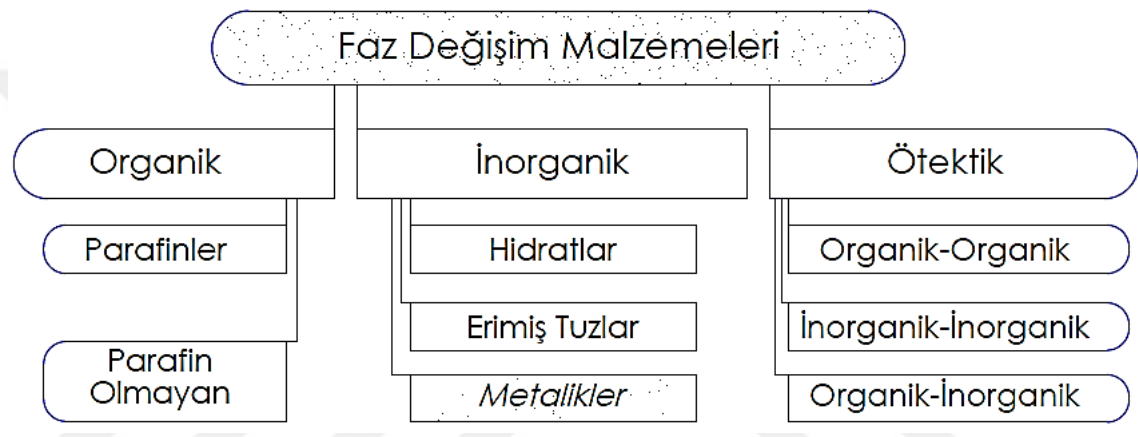 Faz Değişim Malzemeleri
Organik
İnorganik
Ötektik
Parafinler
Hidratlar
Organik-Organik
Erimiş Tuzlar
İnorganik-İnorganik
Parafin
Olmayan
Metalikler
Organik-İnorganik